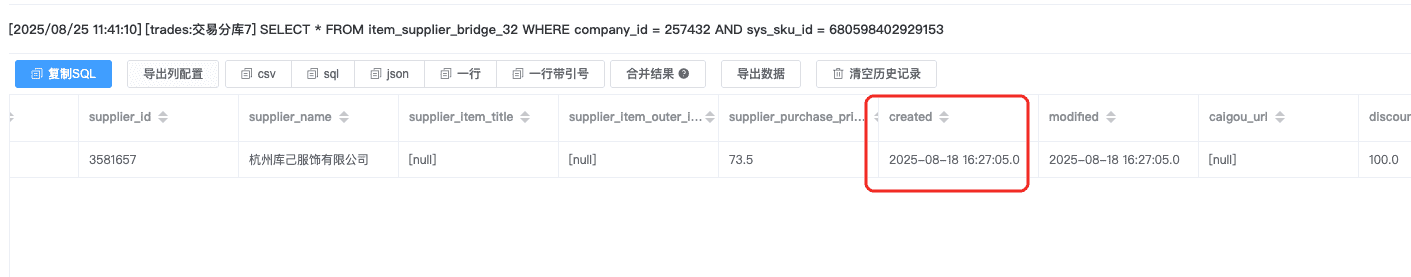 [2025/08/25 11:41:10] [trades:交易分库7] SELECT * FROM item_supplier_bridge_32 WHERE company_id = 257432 AND sys_sku_id = 680598402929153
复制SQL 导出列配置 csv sql json 一行 一行带引号 合并结果 导出数据 清空历史记录
supplier_id supplier_name supplier_item_title supplier_item_outer_i... supplier_purchase_pri... created modified caigou_url discoun
3581657 杭州库己服饰有限公司 [null] [null] 73.5 2025-08-18 16:27:05.0 2025-08-18 16:27:05.0 [null] 100.0